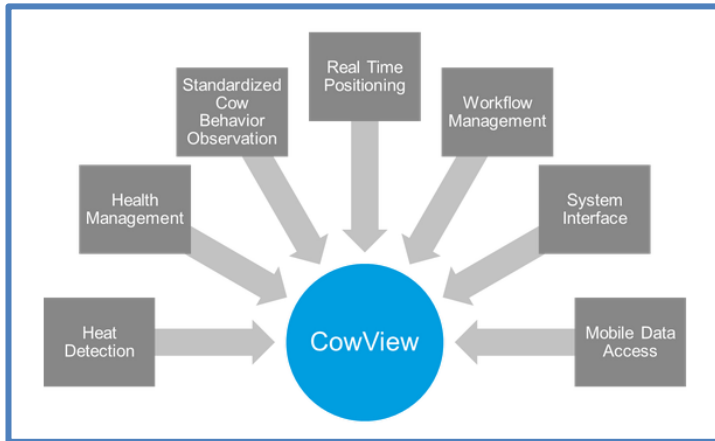 Real Time
Positioning
Standardized
Cow
Behavior
Observation
Workflow
Management
Health
Management
System
Interface
Heat
Detection
CowView
Mobile Data
Access